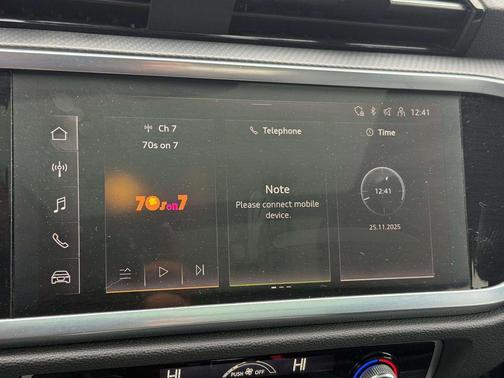 12:41
Ch 7
70s on 7
70s on 7
Telephone
Note
Please connect mobile
device.
Time
12:41
25.11.2025
HI
PUSH OFF
HI